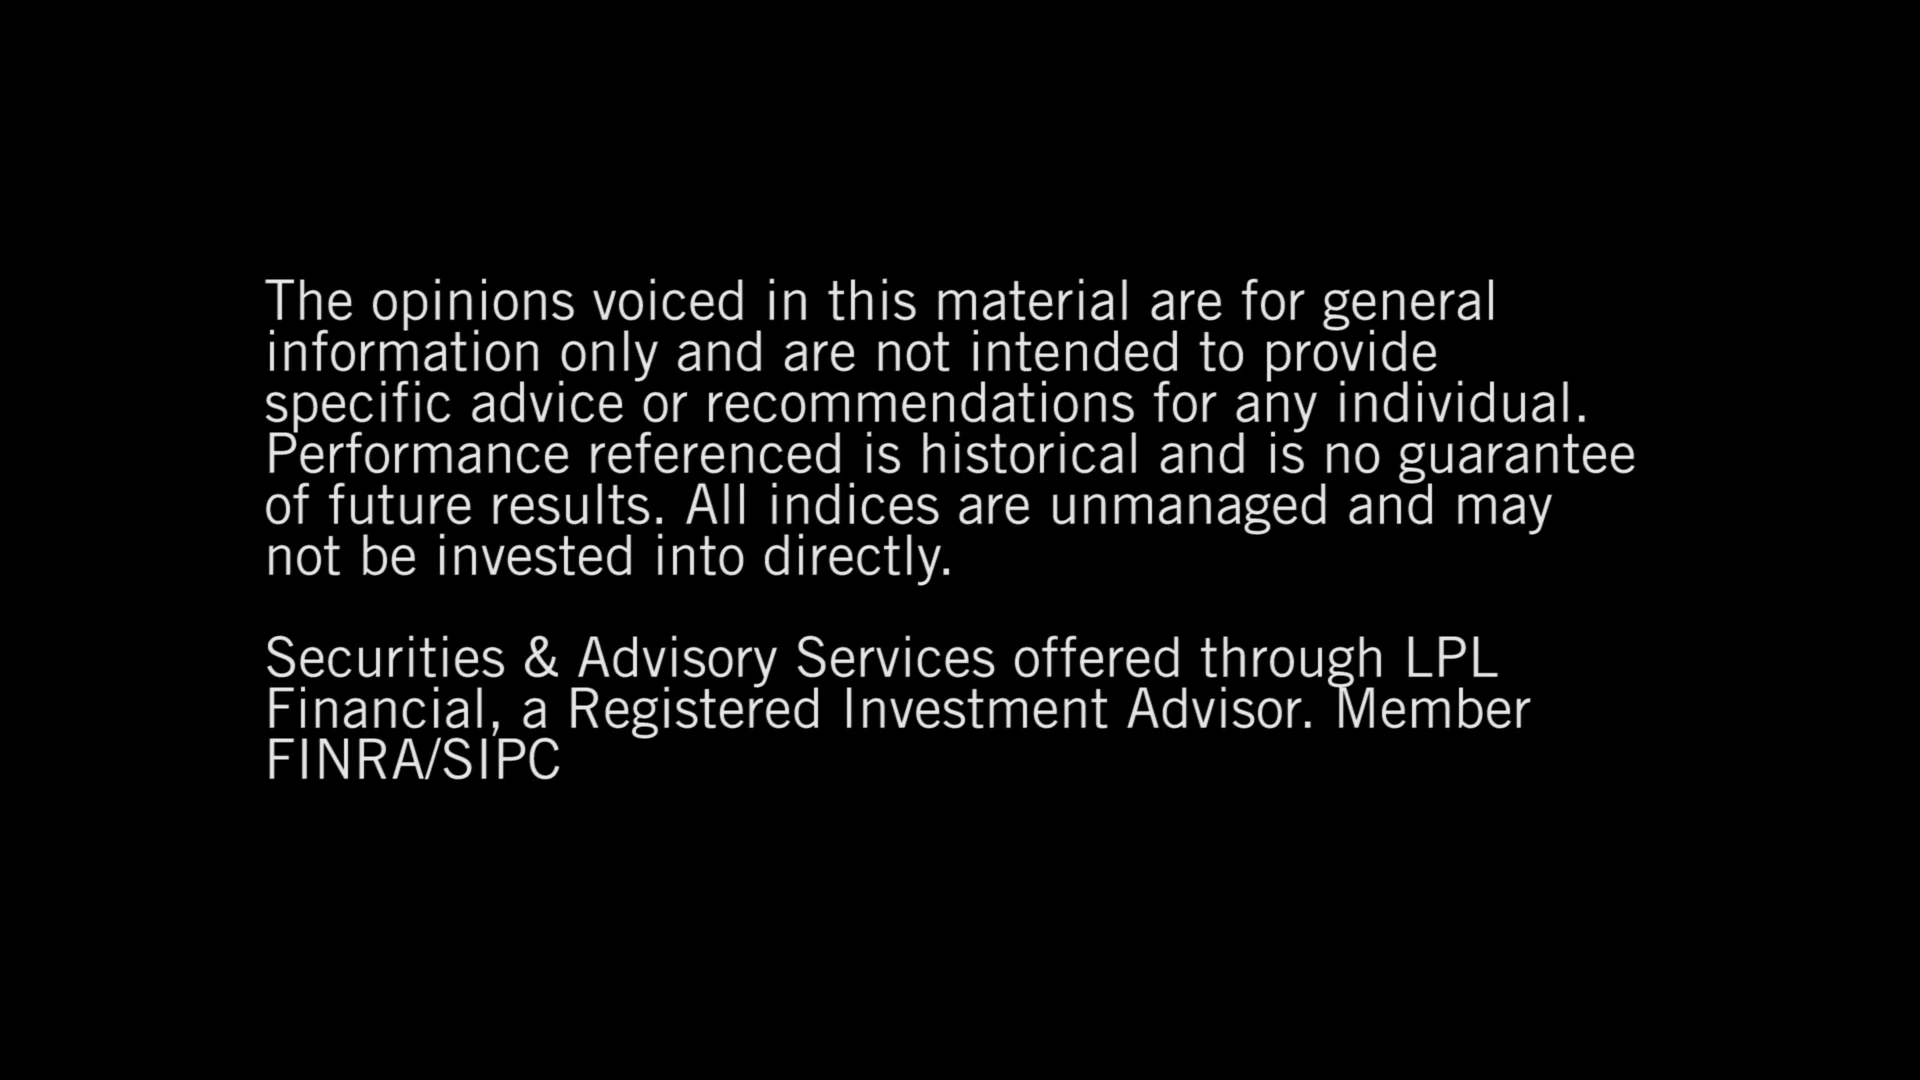 The opinions voiced in this material are for general
information only and are not intended to provide
specific advice or recommendations for any individual.
Performance referenced is historical and is no guarantee
of future results. All indices are unmanaged and may
not be invested into directly.
Securities & Advisory Services offered through LPL
Financial, a Registered Investment Advisor. Member
FINRA/SIPC